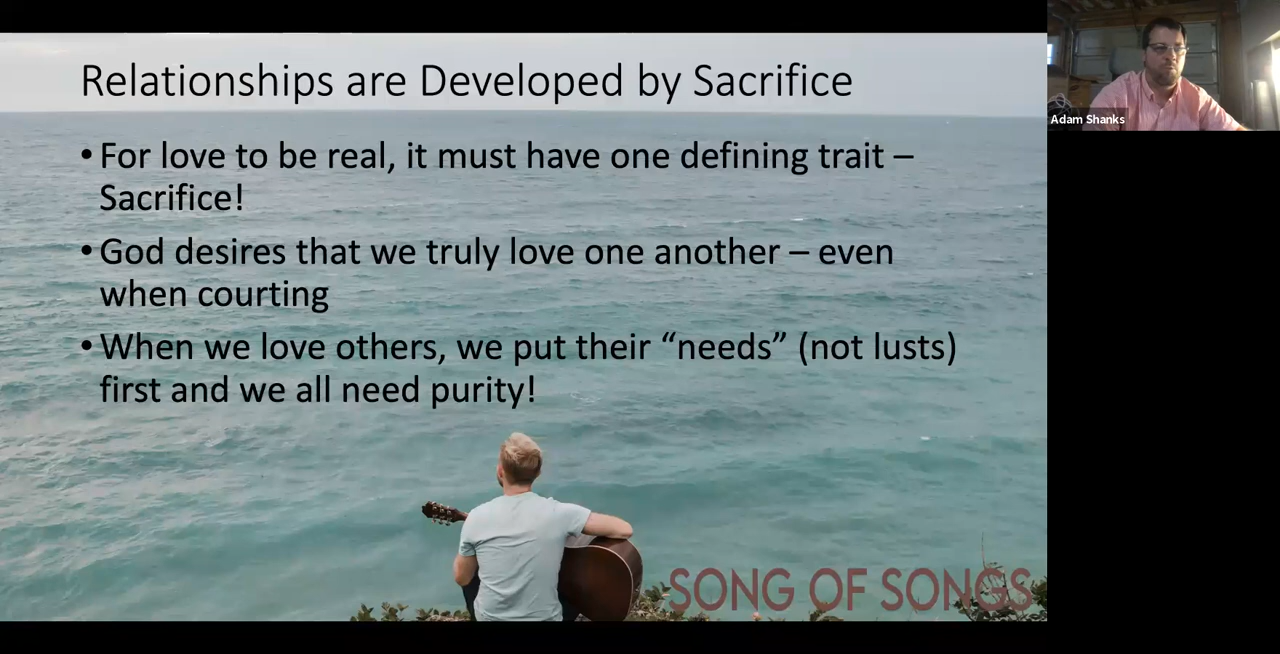 Relationships are Developed by Sacrifice
• For love to be real, it must have one defining trait –
Sacrifice!
• God desires that we truly love one another – even
when courting
• When we love others, we put their “needs” (not lusts)
first and we all need purity!
SONG OF SONGS
Adam Shanks